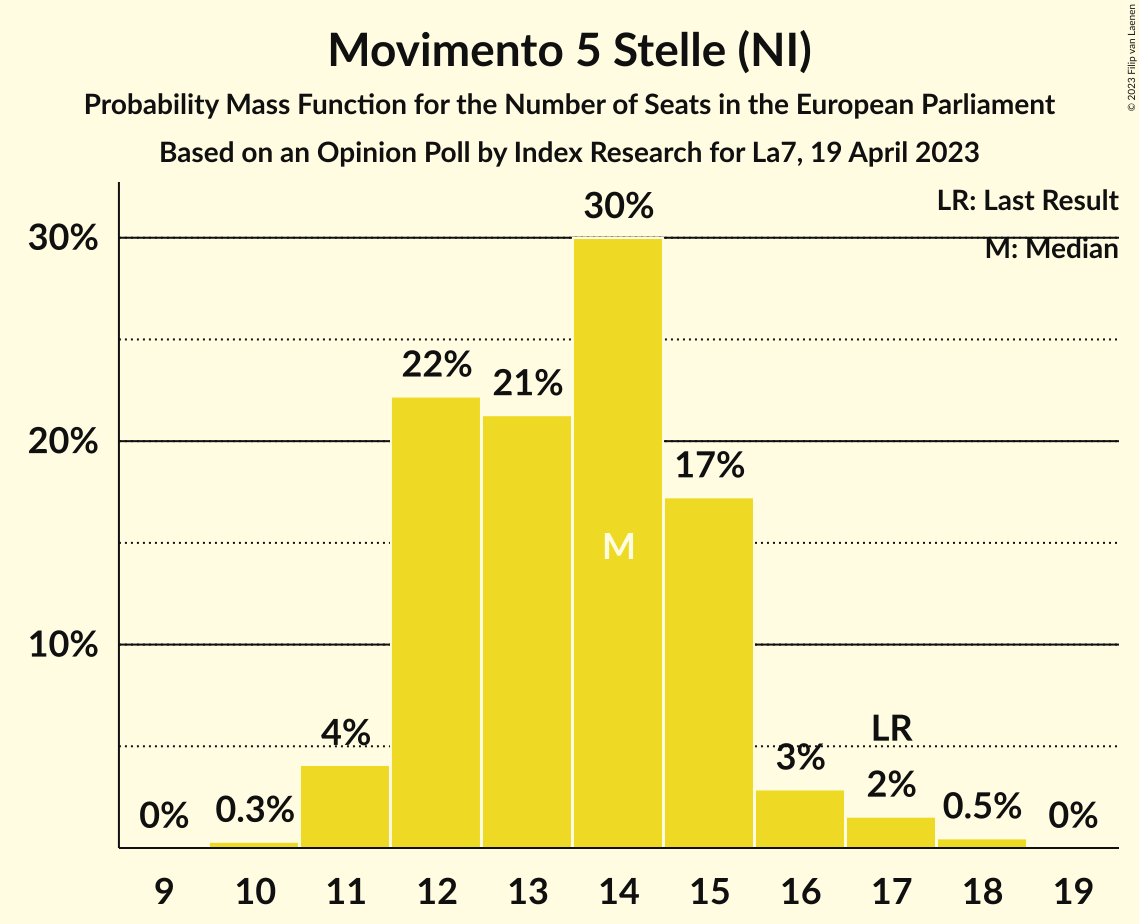 Movimento 5 Stelle (NI)
Probability Mass Function for the Number of Seats in the European Parliament
Based on an Opinion Poll by Index Research for La7, 19 April 2023
© 2023 Filip van Laenen
LR: Last Result
M: Median
30%
20%
10%
0%
0.3%
4%
22%
21%
30%
M
17%
3%
LR
2%
0.5%
0%
9 10 11 12 13 14 15 16 17 18 19